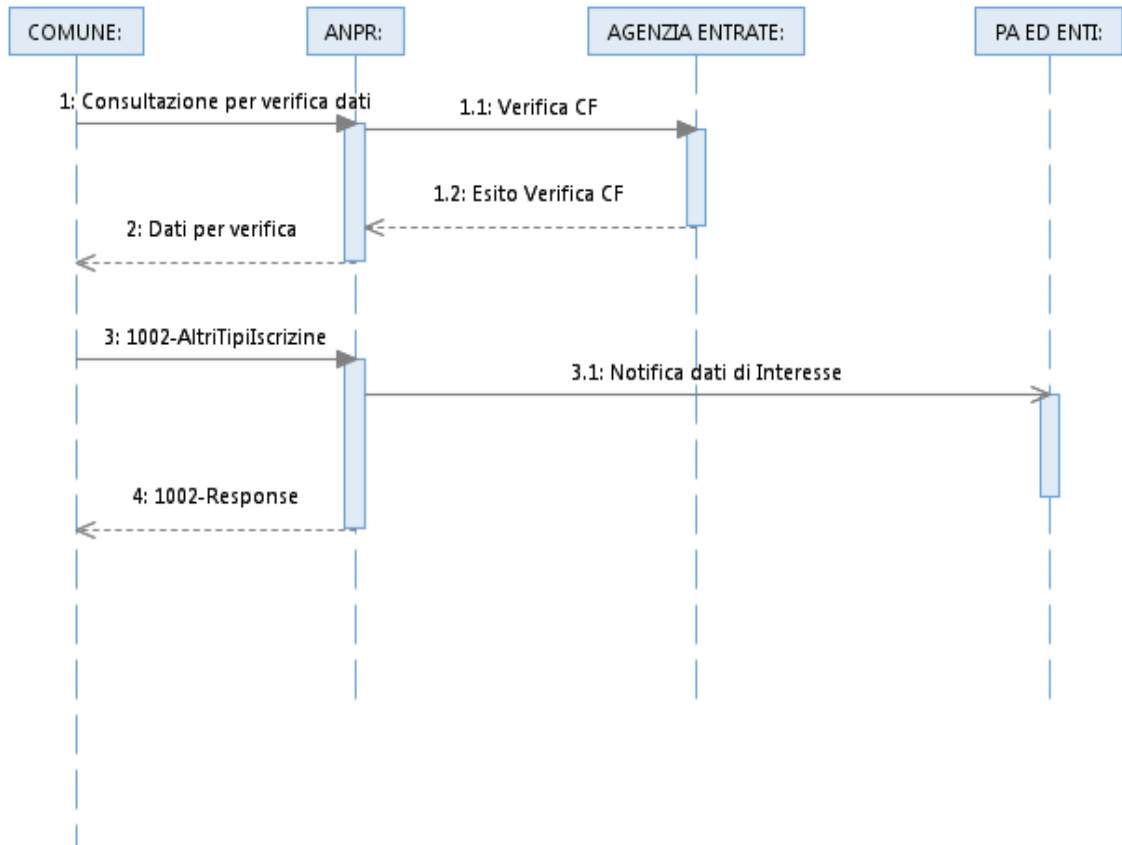 COMUNE:
ANPR:
AGENZIA ENTRATE:
PA ED ENTI:
1: Consultazione per verifica dati
1.1: Verifica CF
1.2: Esito Verifica CF
2: Dati per verifica
3: 1002-AltriTipiIscrizine
3.1: Notifica dati di Interesse
4: 1002-Response